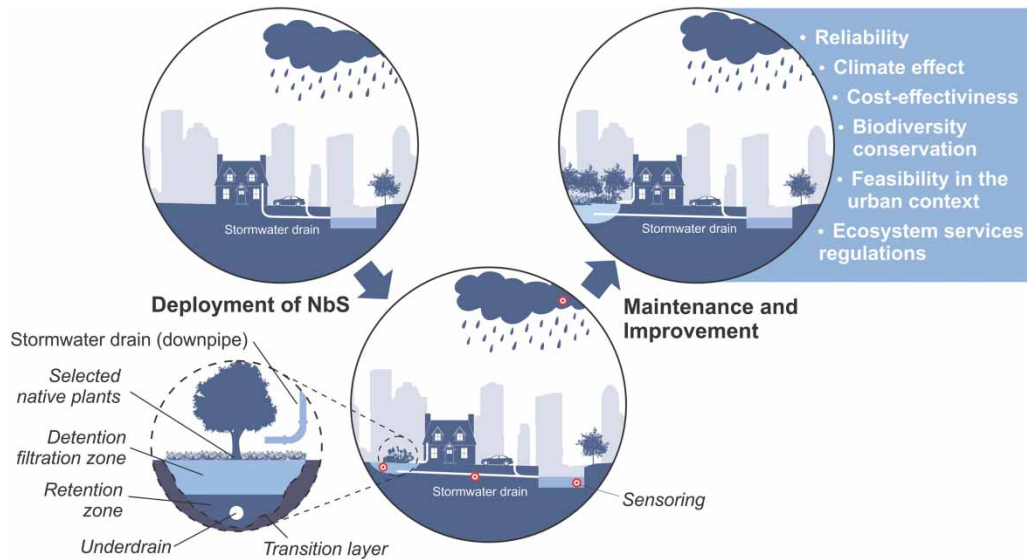 • Reliability
• Climate effect
• Cost-effectiviness
• Biodiversity
conservation
• Feasibility in the
urban context
• Ecosystem services
regulations
Stormwater drain
Stormwater drain
Deployment of NbS
Maintenance and
Improvement
Stormwater drain (downpipe)
Selected
native plants
Detention
filtration zone
Retention
zone
Underdrain
Transition layer
Stormwater drain
Sensoring